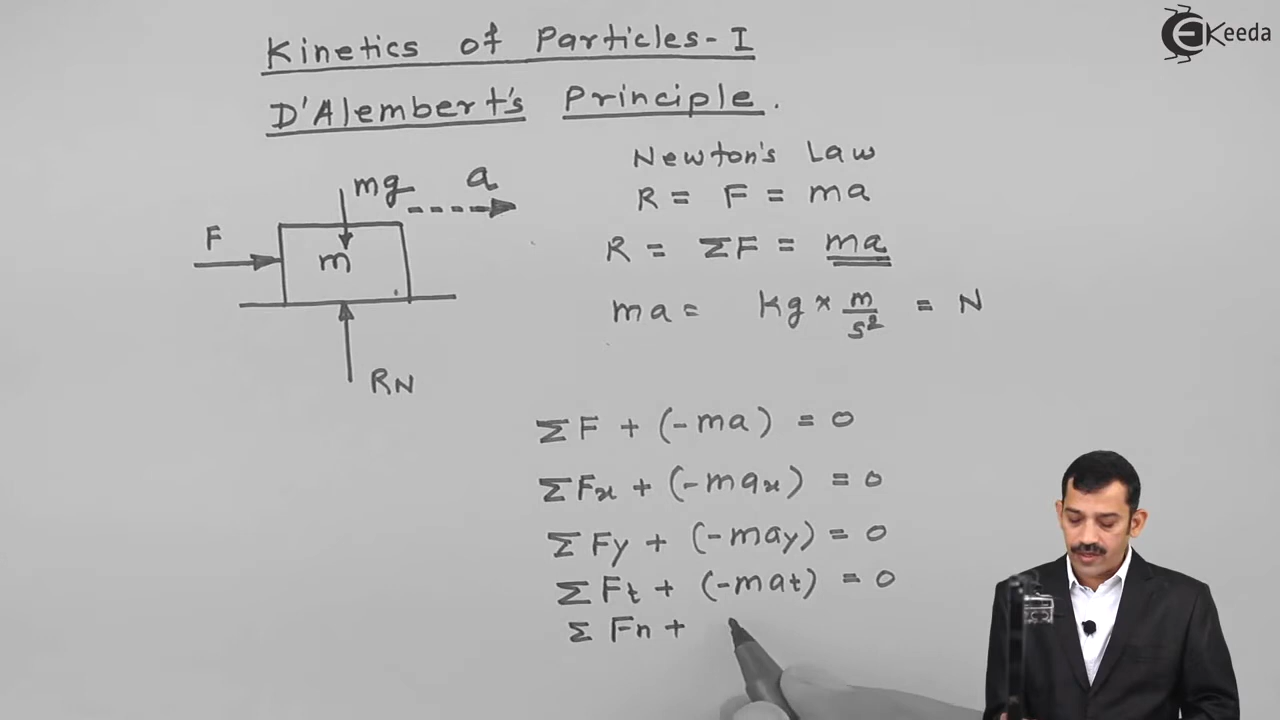 Kinetics of Particles-I
D'Alembert's Principle.
EKeeda
Newton's Law
R = F = ma
R = ΣF = ma
ma = kg × m/s² = N
mg a
F
m
RN
ΣF + (-ma) = 0
ΣFx + (-max) = 0
ΣFy + (-may) = 0
ΣFt + (-mat) = 0
ΣFn +